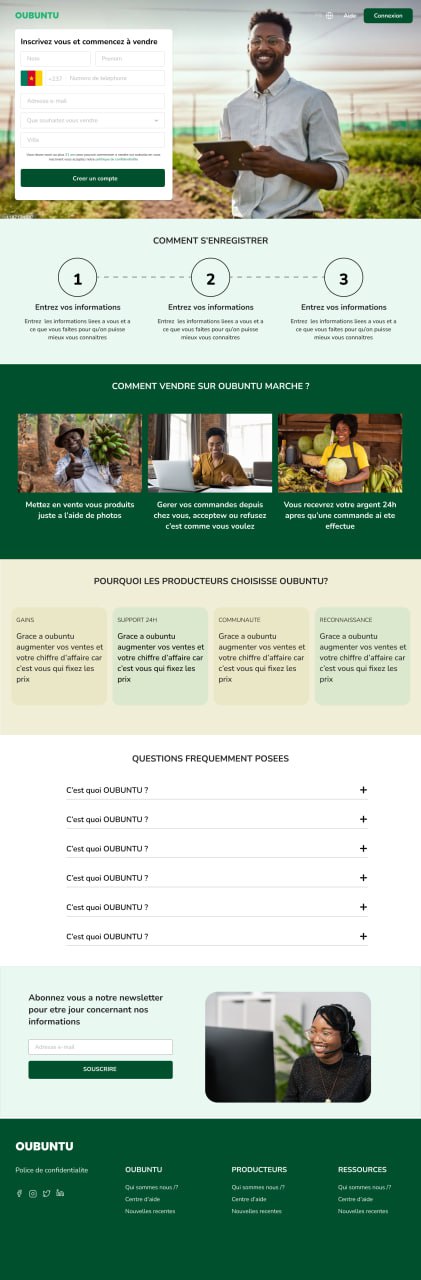 OUBUNTU
Aide
Connexion
Inscrivez vous et commencez à vendre
Nom
Prenom
+237
Numero de telephone
Adresse e-mail
Que souhaitez vous vendre
Ville
politique de confidentialite
Creer un compte
COMMENT S'ENREGISTRER
1 2 3
Entrez vos informations
Entrez les informations liees a vous et a
ce que vous faites pour qu'on puisse
mieux vous connaitres
Entrez vos informations
Entrez les informations liees a vous et a
ce que vous faites pour qu'on puisse
mieux vous connaitres
Entrez vos informations
Entrez les informations liees a vous et a
ce que vous faites pour qu'on puisse
mieux vous connaitres
COMMENT VENDRE SUR OUBUNTU MARCHE ?
Mettez en vente vous produits
juste a l'aide de photos
Gerer vos commandes depuis
chez vous, acceptew ou refusez
c'est comme vous voulez
Vous recevrez votre argent 24h
apres qu'une commande ai ete
effectue
POURQUOI LES PRODUCTEURS CHOISISSE OUBUNTU?
GAINS
Grace a oubuntu
augmenter vos ventes et
votre chiffre d'affaire car
c'est vous qui fixez les
prix
SUPPORT 24H
Grace a oubuntu
augmenter vos ventes et
votre chiffre d'affaire car
c'est vous qui fixez les
prix
COMMUNAUTE
Grace a oubuntu
augmenter vos ventes et
votre chiffre d'affaire car
c'est vous qui fixez les
prix
RECONNAISSANCE
Grace a oubuntu
augmenter vos ventes et
votre chiffre d'affaire car
c'est vous qui fixez les
prix
QUESTIONS FREQUEMMENT POSEES
C'est quoi OUBUNTU ?
C'est quoi OUBUNTU ?
C'est quoi OUBUNTU ?
C'est quoi OUBUNTU ?
C'est quoi OUBUNTU ?
C'est quoi OUBUNTU ?
Abonnez vous a notre newsletter
pour etre jour concernant nos
informations
Adresse e-mail
SOUSCRIRE
OUBUNTU
Police de confidentialite
OUBUNTU
Qui sommes nous /?
Centre d'aide
Nouvelles recentes
PRODUCTEURS
Qui sommes nous /?
Centre d'aide
Nouvelles recentes
RESSOURCES
Qui sommes nous /?
Centre d'aide
Nouvelles recentes